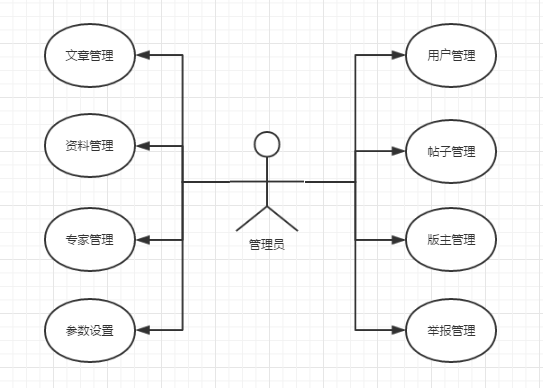 文章管理
用户管理
资料管理
帖子管理
专家管理
版主管理
管理员
参数设置
举报管理